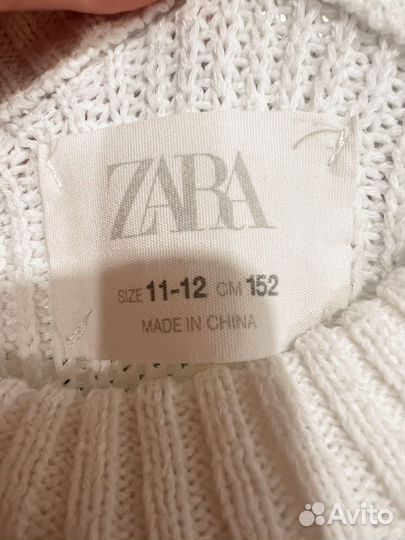 ZARA
SIZE 11-12 CM 152
MADE IN CHINA
Avito